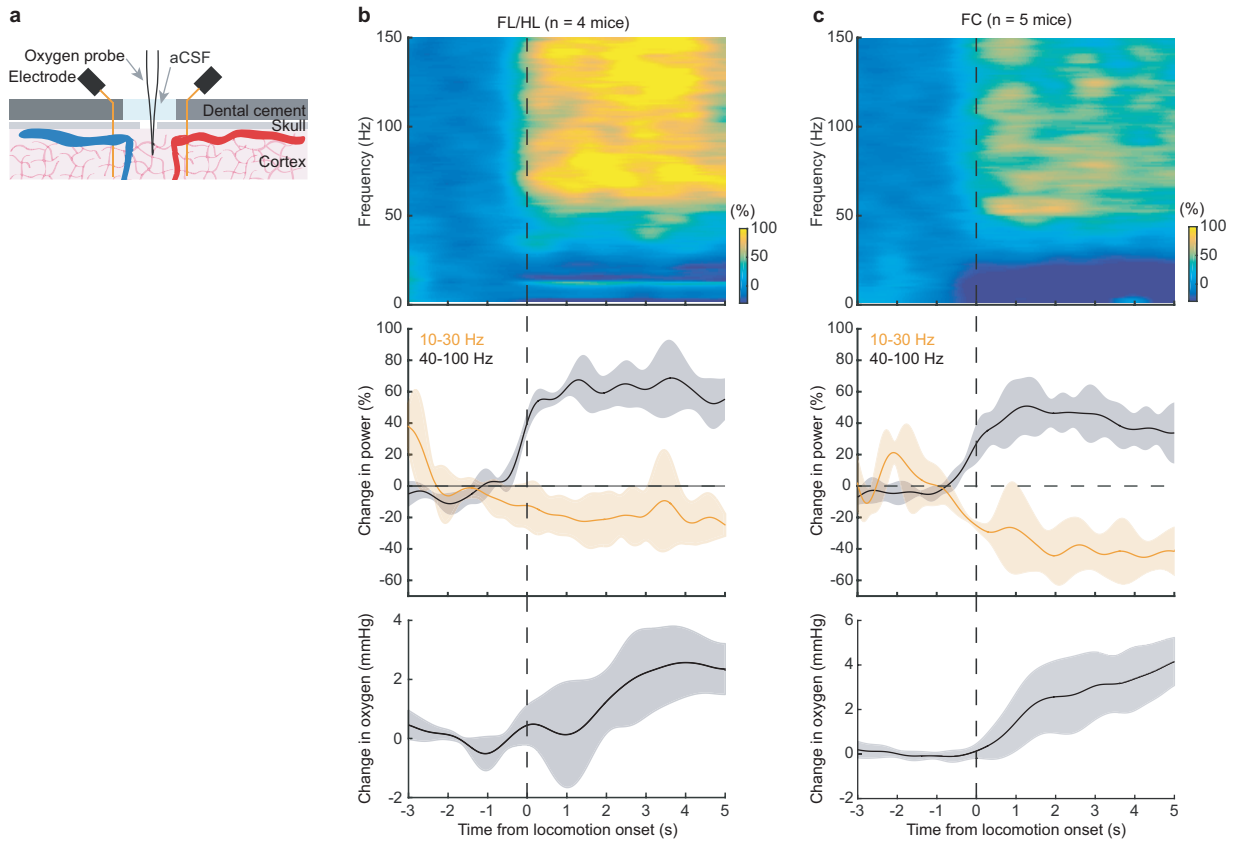 a
Oxygen probe
aCSF
Electrode
Dental cement
Skull
Cortex
b
FL/HL (n = 4 mice)
150
100
50
0
Frequency (Hz)
(%)
100
50
0
10-30 Hz
40-100 Hz
100
80
60
40
20
0
-20
-40
-60
Change in power (%)
4
2
0
-2
Change in oxygen (mmHg)
-3 -2 -1 0 1 2 3 4 5
Time from locomotion onset (s)
c
FC (n = 5 mice)
150
100
50
0
Frequency (Hz)
(%)
100
50
0
10-30 Hz
40-100 Hz
100
80
60
40
20
0
-20
-40
-60
Change in power (%)
6
4
2
0
-2
Change in oxygen (mmHg)
-3 -2 -1 0 1 2 3 4 5
Time from locomotion onset (s)